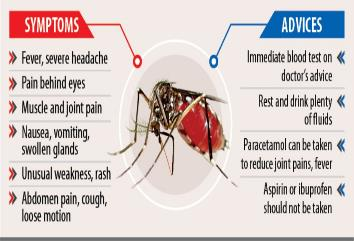 SYMPTOMS
Fever, severe headache
Pain behind eyes
Muscle and joint pain
Nausea, vomiting,
swollen glands
Unusual weakness, rash
Abdomen pain, cough,
loose motion
ADVICES
Immediate blood test on
doctor's advice
Rest and drink plenty
of fluids
Paracetamol can be taken
to reduce joint pains, fever
Aspirin or ibuprofen
should not be taken